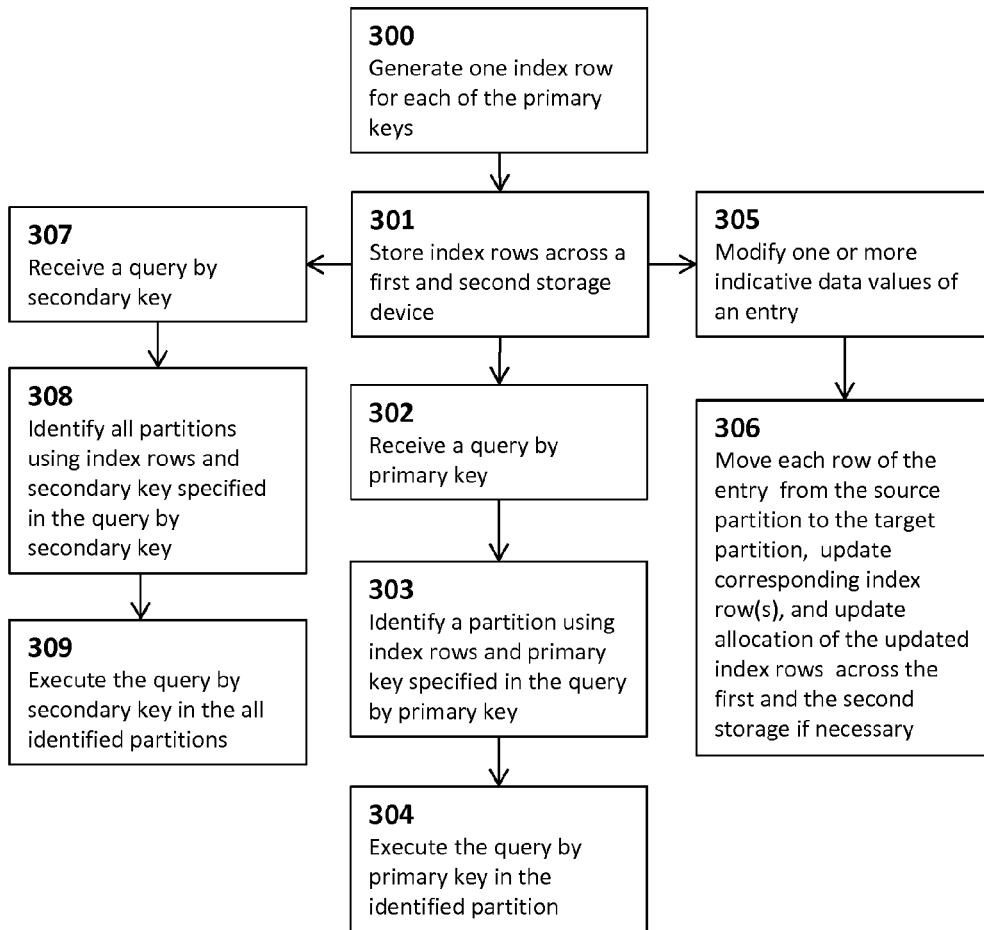 300
Generate one index row
for each of the primary
keys
301
Store index rows across a
first and second storage
device
307
Receive a query by
secondary key
305
Modify one or more
indicative data values of
an entry
308
Identify all partitions
using index rows and
secondary key specified
in the query by
secondary key
302
Receive a query by
primary key
306
Move each row of the
entry from the source
partition to the target
partition, update
corresponding index
row(s), and update
allocation of the updated
index rows across the
first and the second
storage if necessary
309
Execute the query by
secondary key in the all
identified partitions
303
Identify a partition using
index rows and primary
key specified in the query
by primary key
304
Execute the query by
primary key in the
identified partition